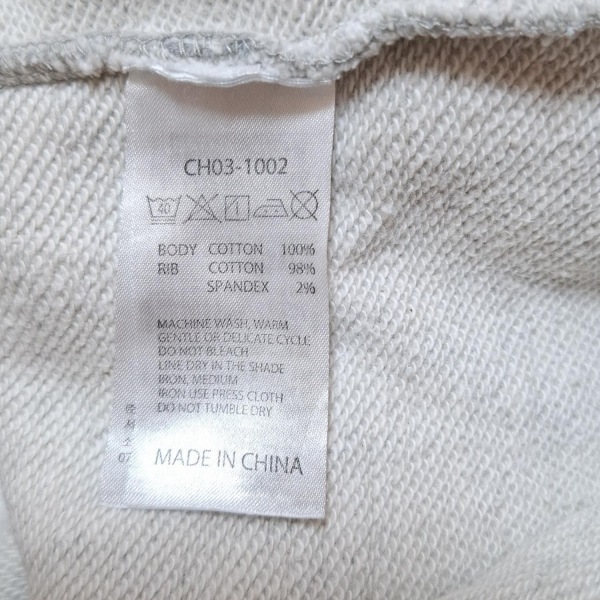 CH03-1002
40
BODY COTTON 100%
RIB COTTON 98%
SPANDEX 2%
MACHINE WASH, WARM
GENTLE OR DELICATE CYCLE
DO NOT BLEACH
LINE DRY IN THE SHADE
IRON, MEDIUM
IRON USE PRESS CLOTH
DO NOT TUMBLE DRY
07
MADE IN CHINA